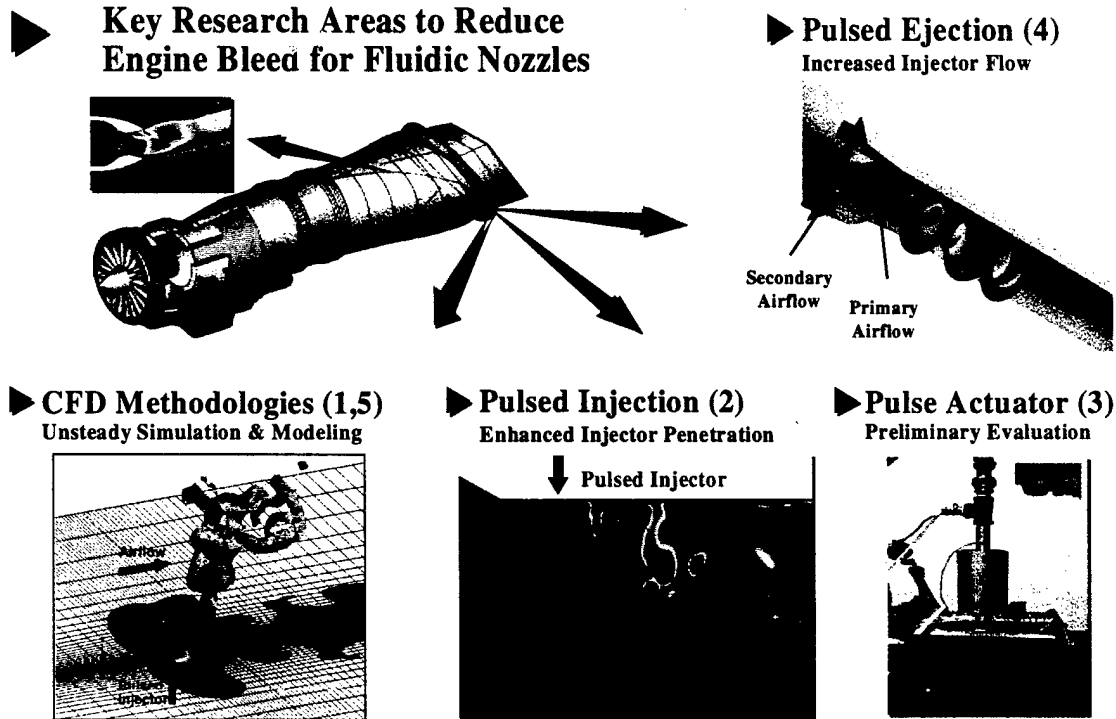 Key Research Areas to Reduce
Engine Bleed for Fluidic Nozzles
Pulsed Ejection (4)
Increased Injector Flow
Secondary
Airflow
Primary
Airflow
CFD Methodologies (1,5)
Unsteady Simulation & Modeling
Airflow
Injector
Pulsed Injection (2)
Enhanced Injector Penetration
Pulsed Injector
Pulse Actuator (3)
Preliminary Evaluation